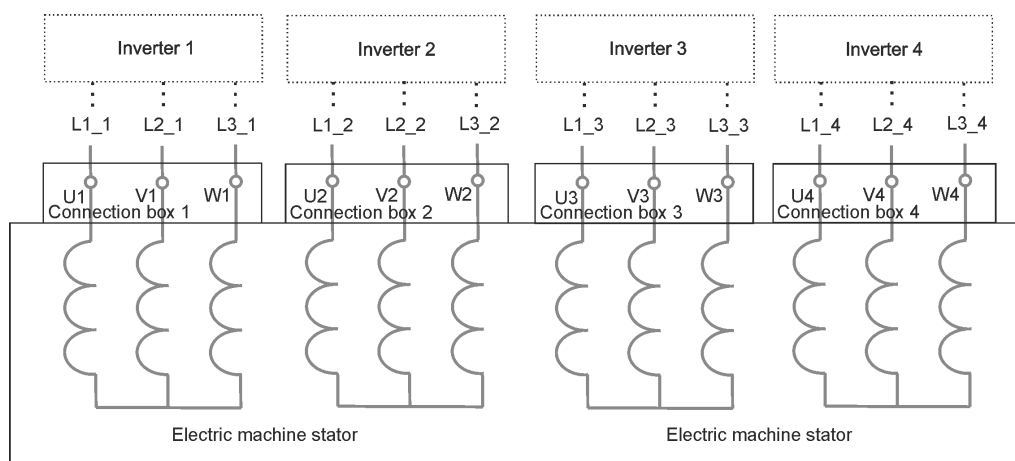 Inverter 1
Inverter 2
Inverter 3
Inverter 4
L1_1 L2_1 L3_1
L1_2 L2_2 L3_2
L1_3 L2_3 L3_3
L1_4 L2_4 L3_4
U1 V1 W1
Connection box 1
U2 V2 W2
Connection box 2
U3 V3 W3
Connection box 3
U4 V4 W4
Connection box 4
Electric machine stator
Electric machine stator